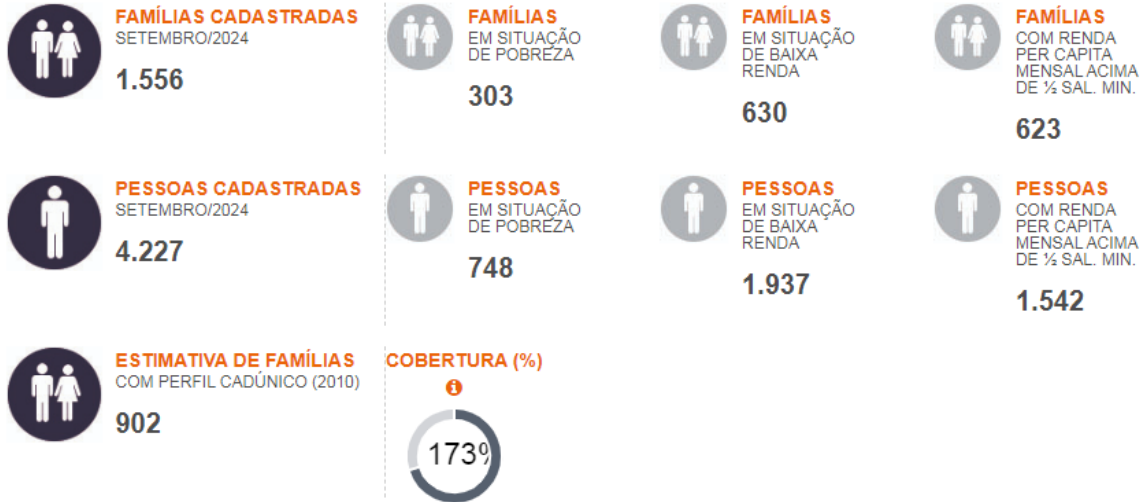 FAMÍLIAS CADASTRADAS
SETEMBRO/2024
1.556
FAMÍLIAS
EM SITUAÇÃO
DE POBREZA
303
FAMÍLIAS
EM SITUAÇÃO
DE BAIXA
RENDA
630
FAMÍLIAS
COM RENDA
PER CAPITA
MENSAL ACIMA
DE ½ SAL. MIN.
623
PESSOAS CADASTRADAS
SETEMBRO/2024
4.227
PESSOAS
EM SITUAÇÃO
DE POBREZA
748
PESSOAS
EM SITUAÇÃO
DE BAIXA
RENDA
1.937
PESSOAS
COM RENDA
PER CAPITA
MENSAL ACIMA
DE ½ SAL. MIN.
1.542
ESTIMATIVA DE FAMÍLIAS
COM PERFIL CADÚNICO (2010)
902
COBERTURA (%)
173%